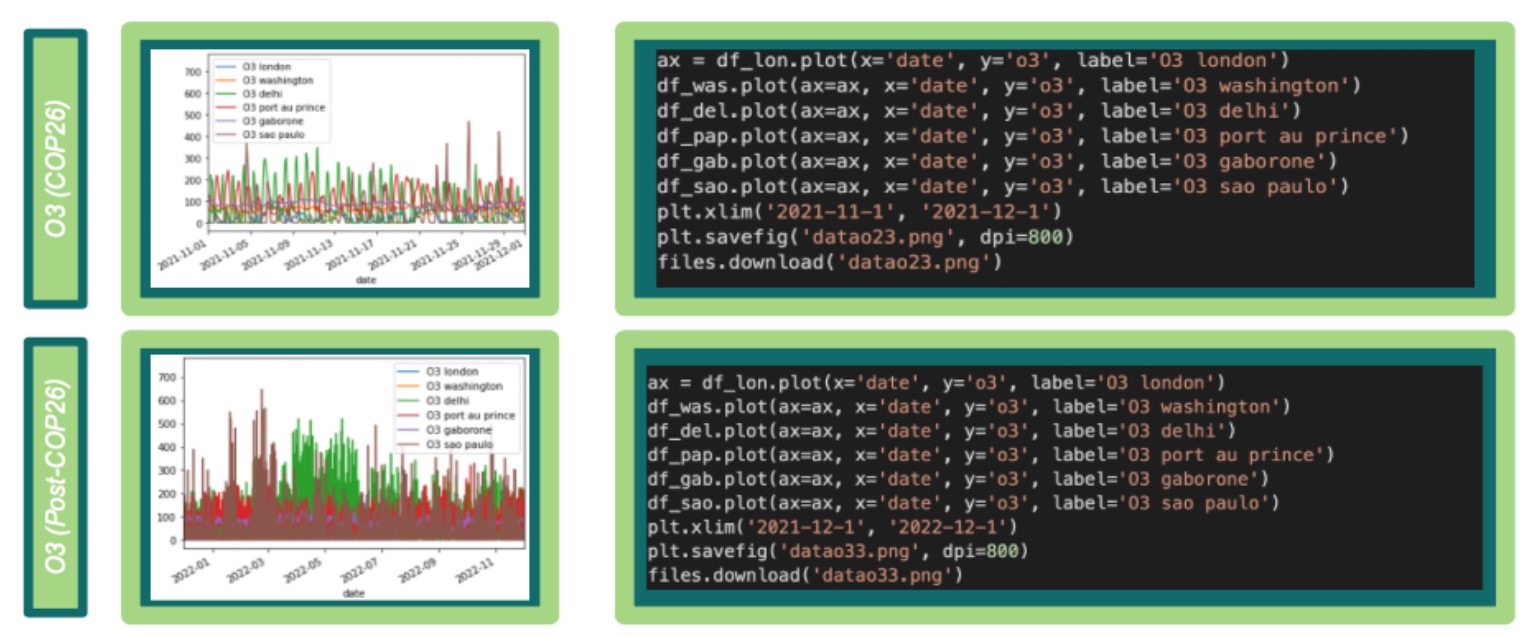 O3 (COP26)
700
600
500
400
300
200
100
0
O3 london
O3 washington
O3 delhi
O3 port au prince
O3 gaborone
O3 sao paulo
2021-11-01
2021-11-05
2021-11-09
2021-11-13
2021-11-17
2021-11-21
2021-11-25
2021-11-29
2021-12-01
date
ax = df_lon.plot(x='date', y='o3', label='O3 london')
df_was.plot(ax=ax, x='date', y='o3', label='O3 washington')
df_del.plot(ax=ax, x='date', y='o3', label='O3 delhi')
df_pap.plot(ax=ax, x='date', y='o3', label='O3 port au prince')
df_gab.plot(ax=ax, x='date', y='o3', label='O3 gaborone')
df_sao.plot(ax=ax, x='date', y='o3', label='O3 sao paulo')
plt.xlim('2021-11-1', '2021-12-1')
plt.savefig('datao23.png', dpi=800)
files.download('datao23.png')
O3 (Post-COP26)
700
600
500
400
300
200
100
0
O3 london
O3 washington
O3 delhi
O3 port au prince
O3 gaborone
O3 sao paulo
2022-01
2022-03
2022-05
2022-07
2022-09
2022-11
date
ax = df_lon.plot(x='date', y='o3', label='O3 london')
df_was.plot(ax=ax, x='date', y='o3', label='O3 washington')
df_del.plot(ax=ax, x='date', y='o3', label='O3 delhi')
df_pap.plot(ax=ax, x='date', y='o3', label='O3 port au prince')
df_gab.plot(ax=ax, x='date', y='o3', label='O3 gaborone')
df_sao.plot(ax=ax, x='date', y='o3', label='O3 sao paulo')
plt.xlim('2021-12-1', '2022-12-1')
plt.savefig('datao33.png', dpi=800)
files.download('datao33.png')